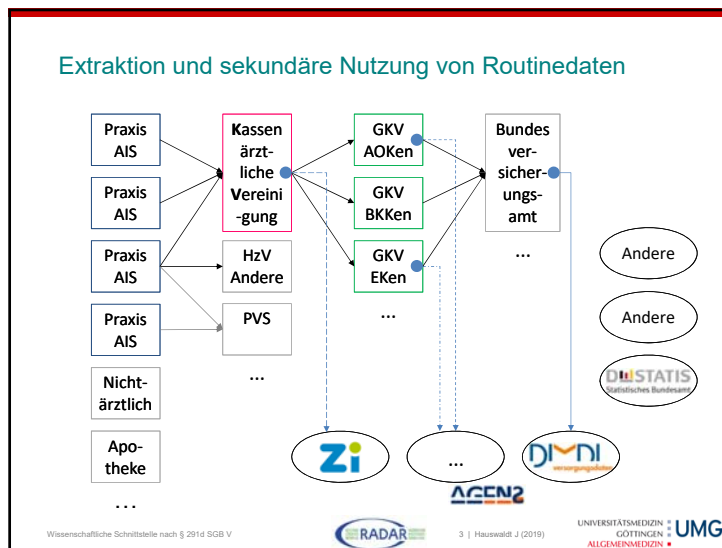 Extraktion und sekundäre Nutzung von Routinedaten
Praxis
AIS
Praxis
AIS
Praxis
AIS
Praxis
AIS
Nicht-
ärztlich
Apo-
theke
...
Kassen
ärzt-
liche
Vereini
-gung
HzV
Andere
PVS
...
GKV
AOKen
GKV
BKKen
GKV
EKen
...
Bundes
ver-
sicher-
ungs-
amt
...
Andere
Andere
DESTATIS
Statistisches Bundesamt
Zi
...
AGENS
DIMDI
versorgungsdaten
Wissenschaftliche Schnittstelle nach § 291d SGB V
RADAR
3 | Hauswaldt J (2019)
UNIVERSITÄTSMEDIZIN
GÖTTINGEN
ALLGEMEINMEDIZIN
UMG